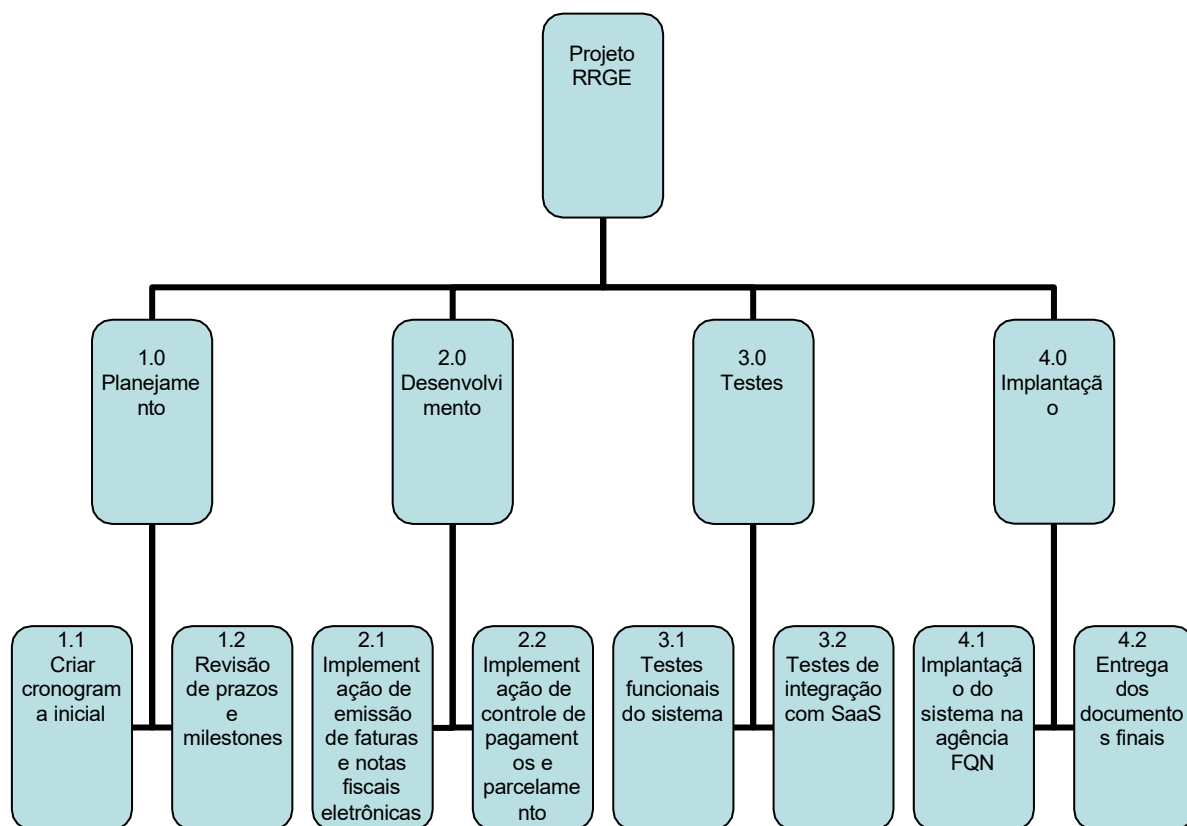 Projeto
RRGE
1.0
Planejame
nto
2.0
Desenvolvi
mento
3.0
Testes
4.0
Implantaçã
o
1.1
Criar
cronogram
a inicial
1.2
Revisão
de prazos
e
milestones
2.1
Implement
ação de
emissão
de faturas
e notas
fiscais
eletrônicas
2.2
Implement
ação de
controle de
pagament
os e
parcelame
nto
3.1
Testes
funcionais
do sistema
3.2
Testes de
integração
com SaaS
4.1
Implantaçã
o do
sistema na
agência
FQN
4.2
Entrega
dos
documento
s finais